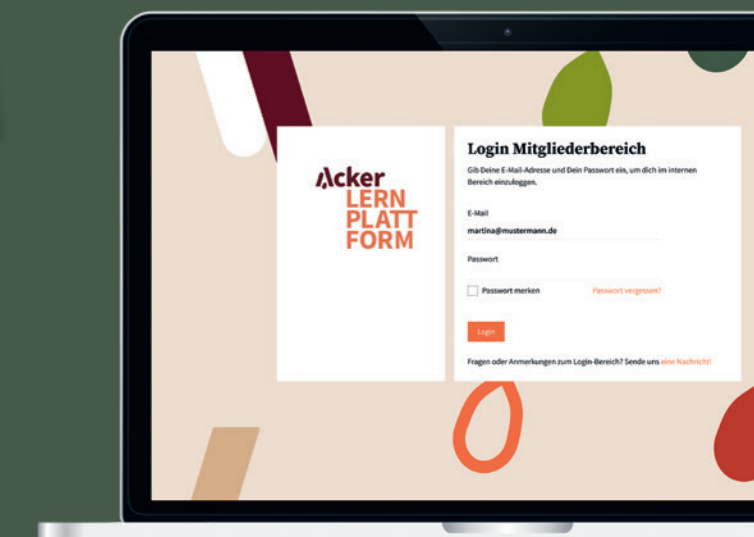 Acker
LERN
PLATT
FORM
Login Mitgliederbereich
Gib Deine E-Mail-Adresse und Dein Passwort ein, um dich im internen
Bereich einzuloggen.
E-Mail
martina@mustermann.de
Passwort
Passwort merken
Passwort vergessen?
Login
Fragen oder Anmerkungen zum Login-Bereich? Sende uns eine Nachricht!